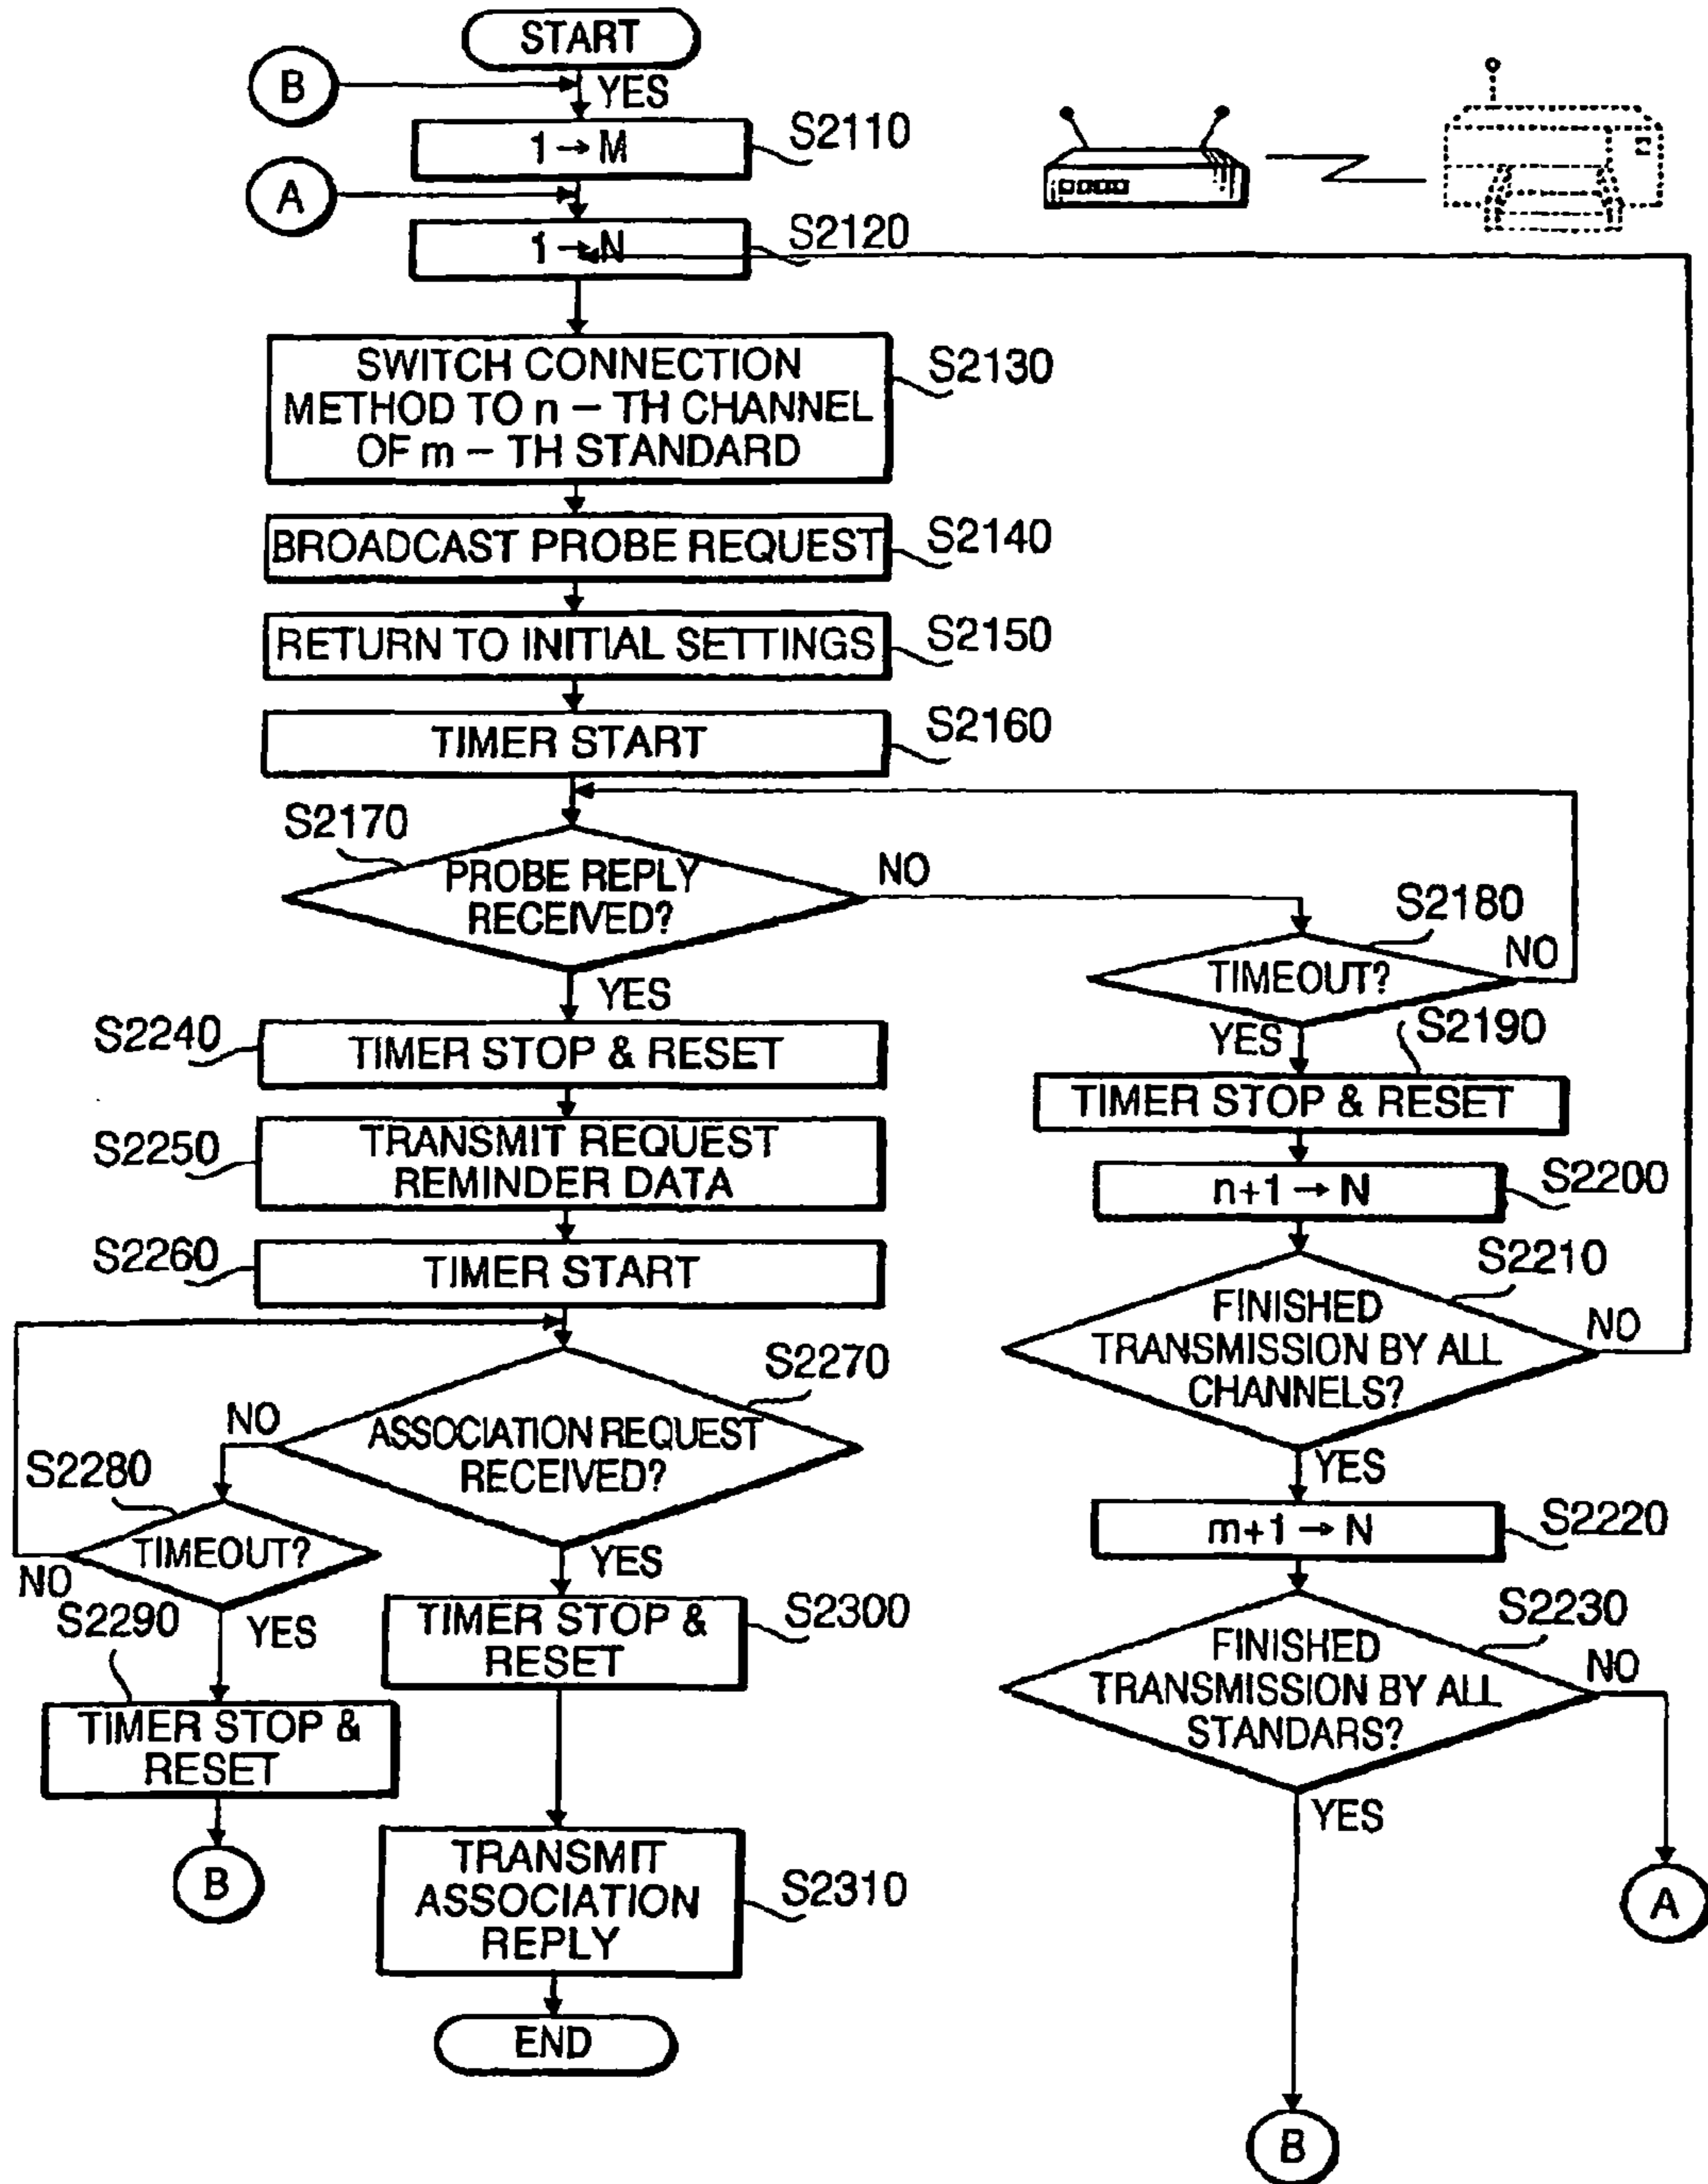 START
B
YES
1→M
S2110
A
1→N
S2120
SWITCH CONNECTION
METHOD TO n – TH CHANNEL
OF m – TH STANDARD
S2130
BROADCAST PROBE REQUEST
S2140
RETURN TO INITIAL SETTINGS
S2150
TIMER START
S2160
S2170
PROBE REPLY
RECEIVED?
NO
YES
S2180
TIMEOUT?
NO
YES
S2190
TIMER STOP & RESET
n+1→N
S2200
S2210
FINISHED
TRANSMISSION BY ALL
CHANNELS?
NO
YES
m+1→N
S2220
S2230
FINISHED
TRANSMISSION BY ALL
STANDARS?
NO
YES
A
B
S2240
TIMER STOP & RESET
S2250
TRANSMIT REQUEST
REMINDER DATA
S2260
TIMER START
S2270
ASSOCIATION REQUEST
RECEIVED?
NO
YES
S2280
TIMEOUT?
NO
YES
S2290
TIMER STOP &
RESET
B
TIMER STOP &
RESET
S2300
TRANSMIT
ASSOCIATION
REPLY
S2310
END